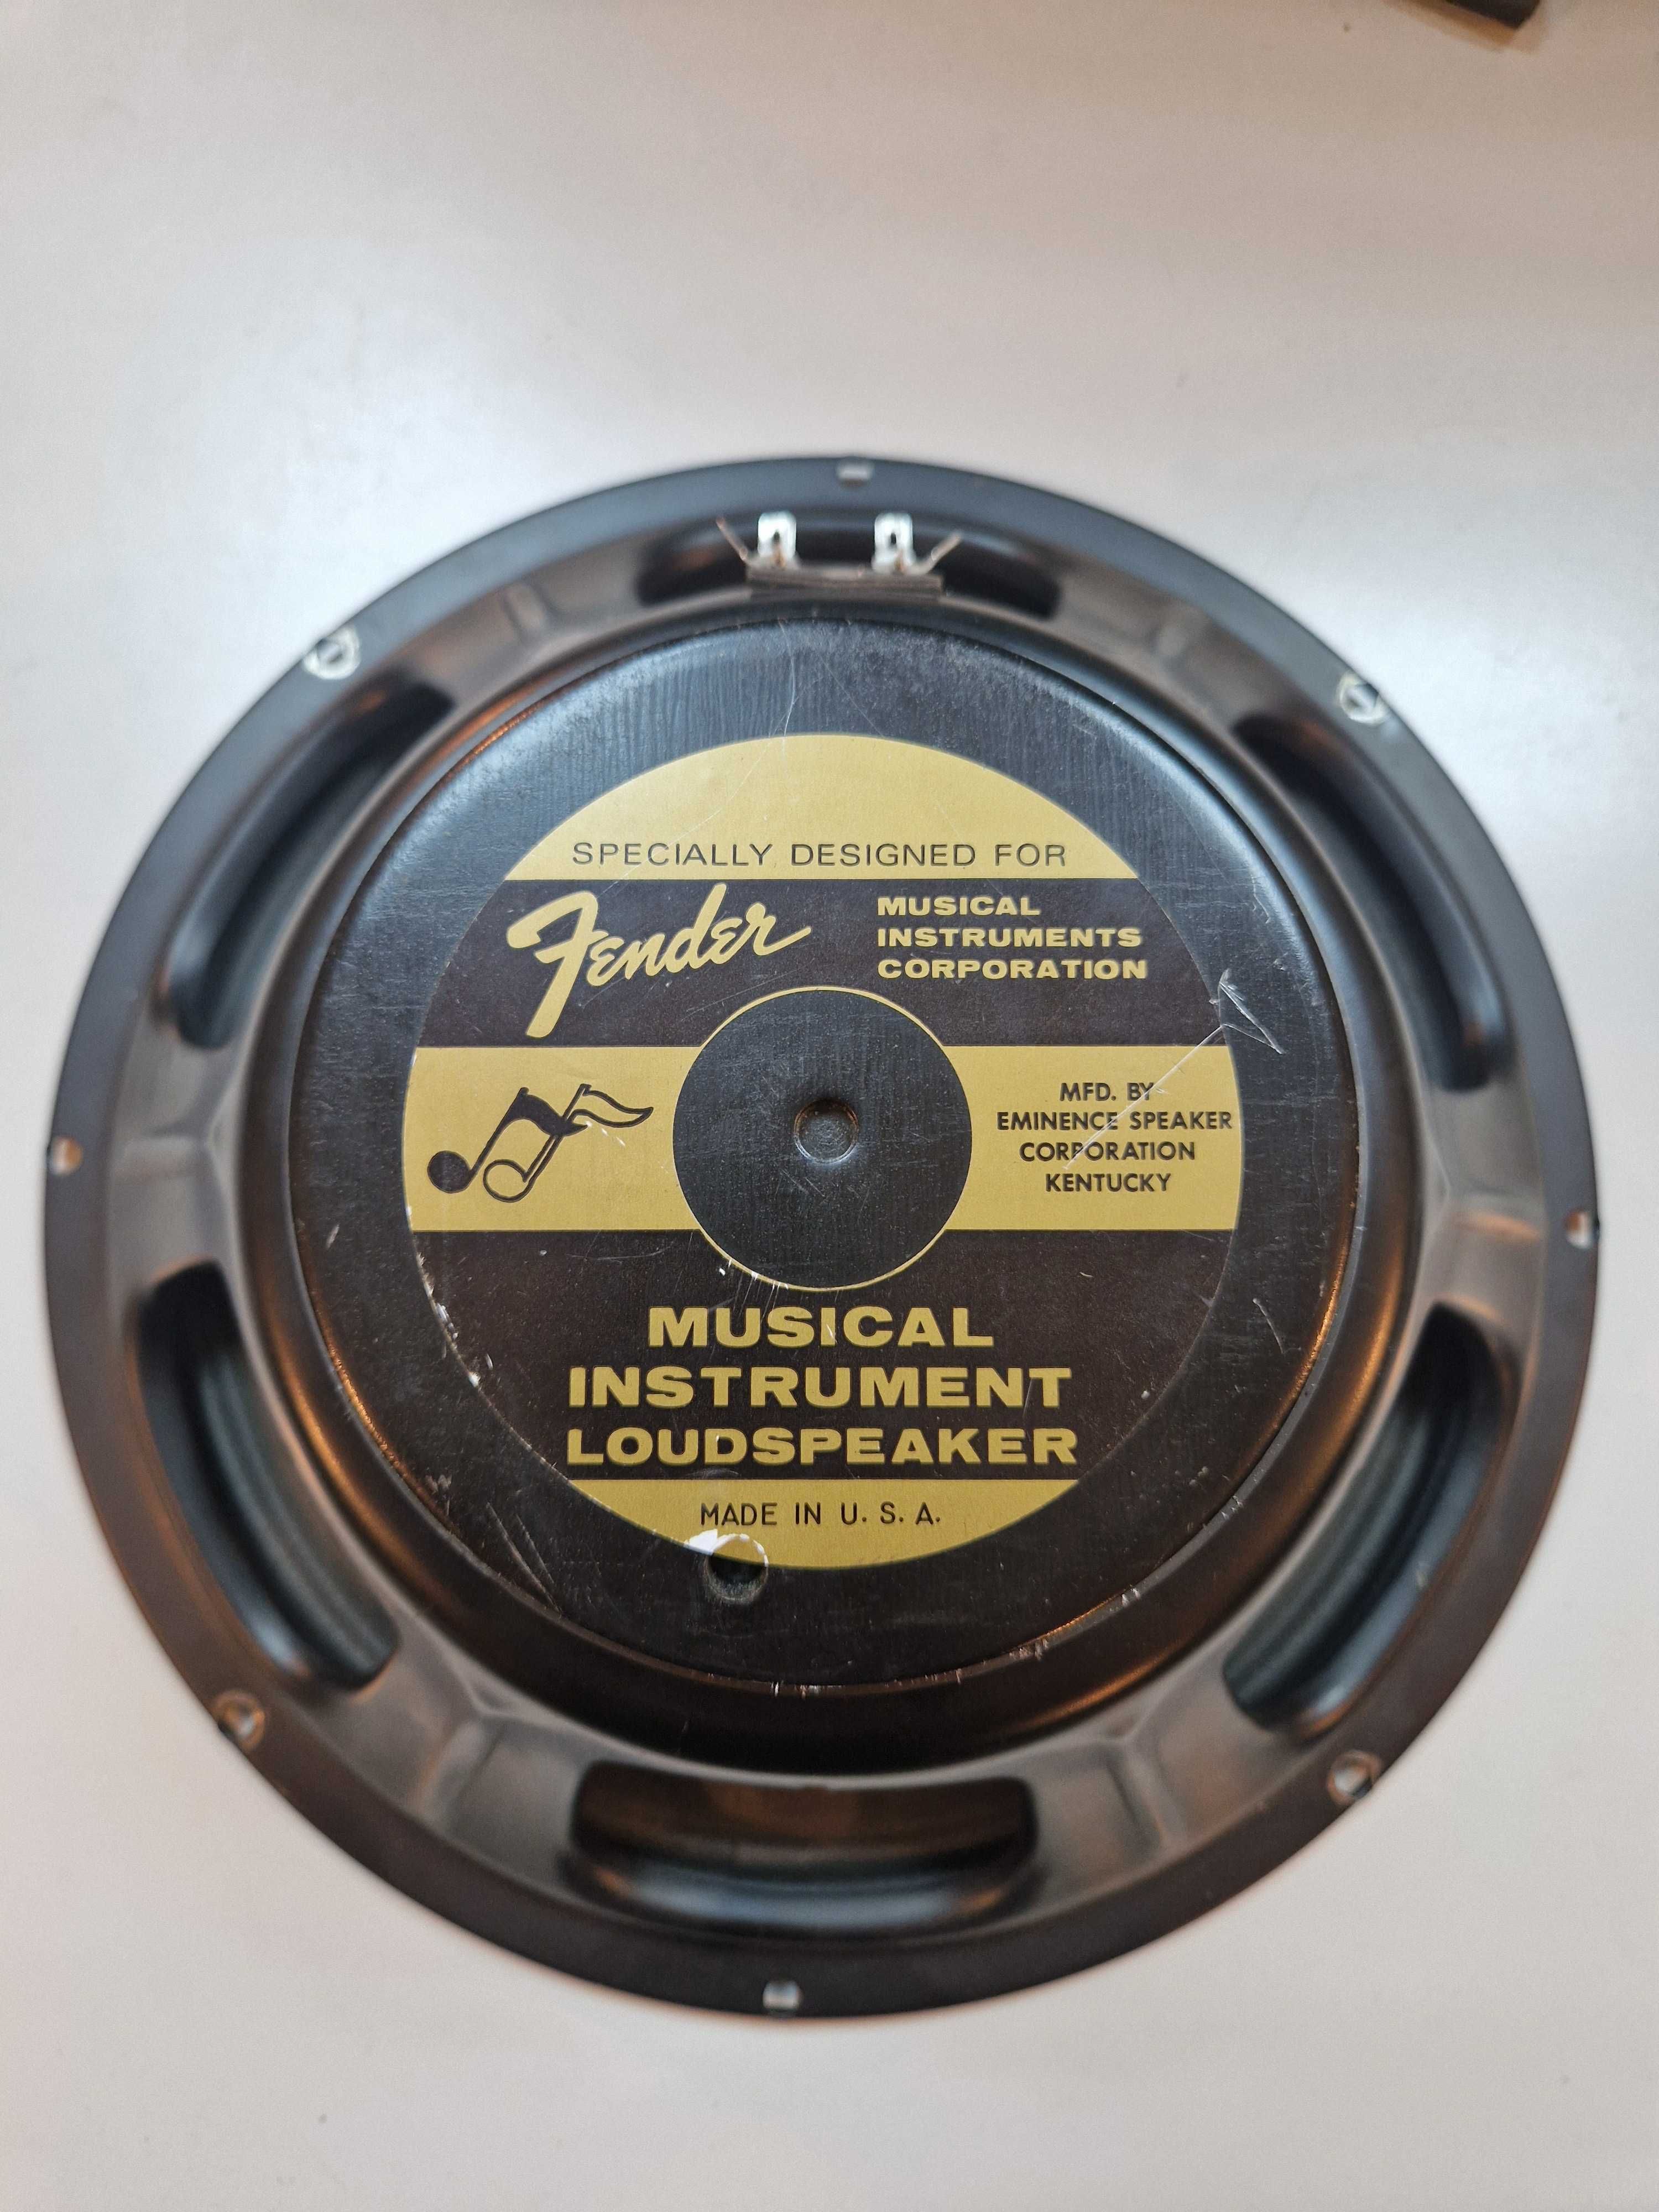 SPECIALLY DESIGNED FOR
Fender
MUSICAL
INSTRUMENTS
CORPORATION
MFD. BY
EMINENCE SPEAKER
CORPORATION
KENTUCKY
MUSICAL
INSTRUMENT
LOUDSPEAKER
MADE IN U. S. A.